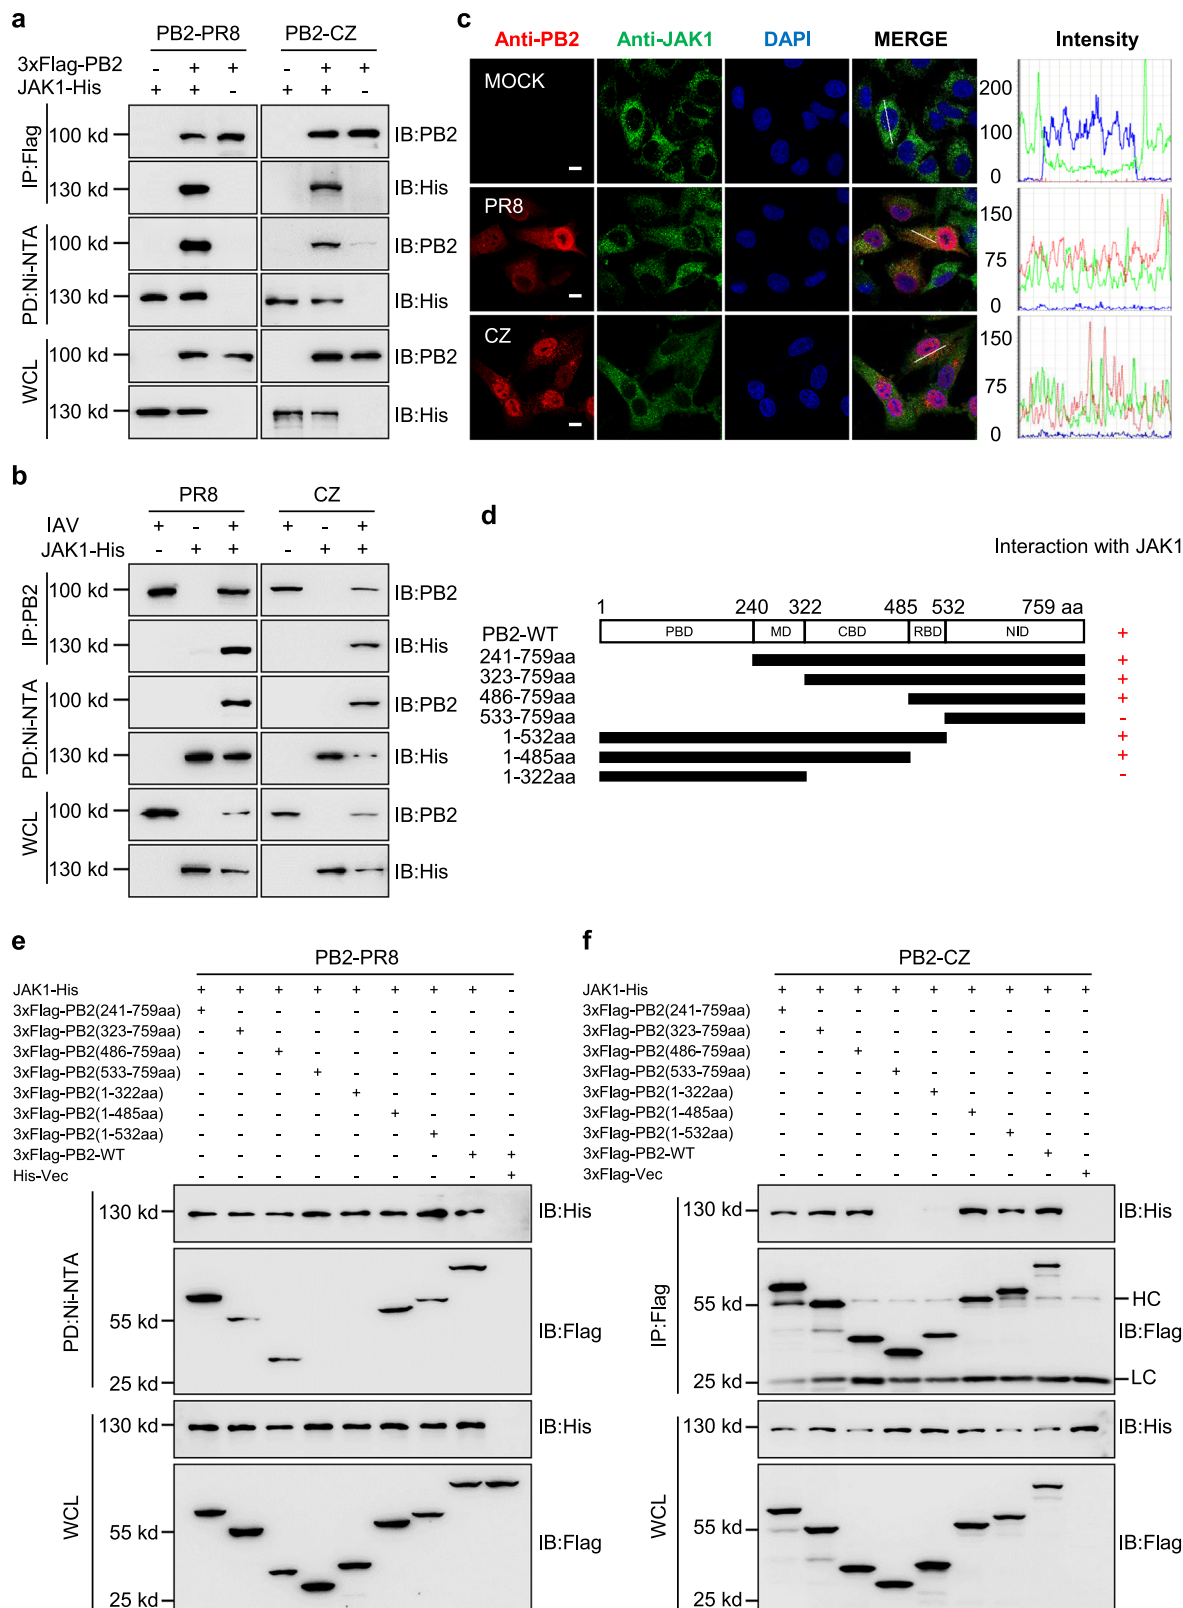 a
PB2-PR8 PB2-CZ
3xFlag-PB2 - + + - + +
JAK1-His + + - + + -
IP:Flag
100 kd IB:PB2
130 kd IB:His
PD:Ni-NTA
100 kd IB:PB2
130 kd IB:His
WCL
100 kd IB:PB2
130 kd IB:His
b
PR8 CZ
IAV + - + + - +
JAK1-His - + + - + +
IP:PB2
100 kd IB:PB2
130 kd IB:His
PD:Ni-NTA
100 kd IB:PB2
130 kd IB:His
WCL
100 kd IB:PB2
130 kd IB:His
c
Anti-PB2 Anti-JAK1 DAPI MERGE Intensity
MOCK
200
100
0
PR8
150
75
0
CZ
150
75
0
d
Interaction with JAK1
1 240 322 485 532 759 aa
PB2-WT PBD MD CBD RBD NID +
241-759aa +
323-759aa +
486-759aa +
533-759aa -
1-532aa +
1-485aa +
1-322aa -
e
PB2-PR8
JAK1-His + + + + + + + + -
3xFlag-PB2(241-759aa) + - - - - - - - -
3xFlag-PB2(323-759aa) - + - - - - - - -
3xFlag-PB2(486-759aa) - - + - - - - - -
3xFlag-PB2(533-759aa) - - - + - - - - -
3xFlag-PB2(1-322aa) - - - - + - - - -
3xFlag-PB2(1-485aa) - - - - - + - - -
3xFlag-PB2(1-532aa) - - - - - - + - -
3xFlag-PB2-WT - - - - - - - + +
His-Vec - - - - - - - - +
PD:Ni-NTA
130 kd IB:His
55 kd IB:Flag
25 kd
WCL
130 kd IB:His
55 kd IB:Flag
25 kd
f
PB2-CZ
JAK1-His + + + + + + + + +
3xFlag-PB2(241-759aa) + - - - - - - - -
3xFlag-PB2(323-759aa) - + - - - - - - -
3xFlag-PB2(486-759aa) - - + - - - - - -
3xFlag-PB2(533-759aa) - - - + - - - - -
3xFlag-PB2(1-322aa) - - - - + - - - -
3xFlag-PB2(1-485aa) - - - - - + - - -
3xFlag-PB2(1-532aa) - - - - - - + - -
3xFlag-PB2-WT - - - - - - - + -
3xFlag-Vec - - - - - - - - +
IP:Flag
130 kd IB:His
55 kd HC
IB:Flag
25 kd LC
WCL
130 kd IB:His
55 kd IB:Flag
25 kd